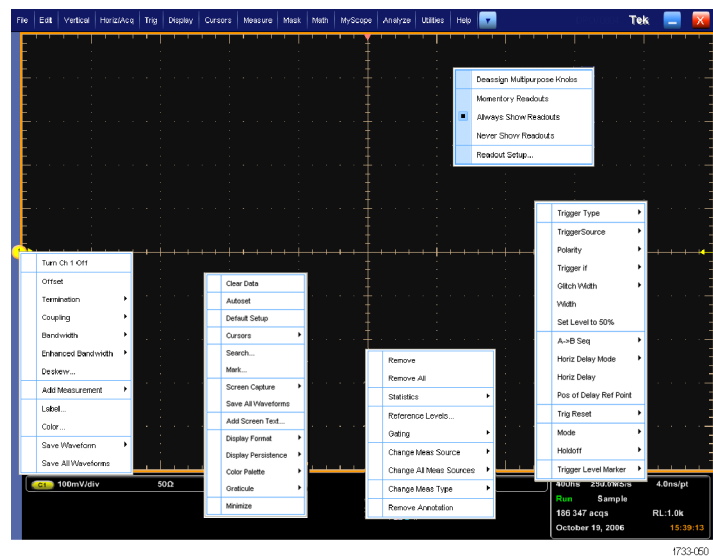 File Edit Vertical Horiz/Acq Trig Display Cursors Measure Mask Math MyScope Analyze Utilities Help Tek
Deassign Multipurpose Knobs
Momentory Readouts
Always Show Readouts
Never Show Readouts
Readout Setup...
Trigger Type
TriggerSource
Polarity
Trigger if
Glitch Width
Width
Set Level to 50%
A->B Seq
Horiz Delay Mode
Horiz Delay
Pos of Delay Ref Point
Trig Reset
Mode
Holdoff
Trigger Level Marker
Turn Ch 1 Off
Offset
Termination
Coupling
Bandwidth
Enhanced Bandwidth
Deskew...
Add Measurement
Label...
Color...
Save Waveform
Save All Waveforms
Clear Data
Autoset
Default Setup
Cursors
Search...
Mark...
Screen Capture
Save All Waveforms
Add Screen Text...
Display Format
Display Persistence
Color Palette
Graticule
Minimize
Remove
Remove All
Statistics
Reference Levels...
Gating
Change Meas Source
Change All Meas Sources
Change Meas Type
Remove Annotation
C1 100mV/div 50Ω
400ns 250.0MS/s 4.0ns/pt
Run Sample
186 347 acqs RL:1.0k
October 19, 2006 15:39:13
1733-050